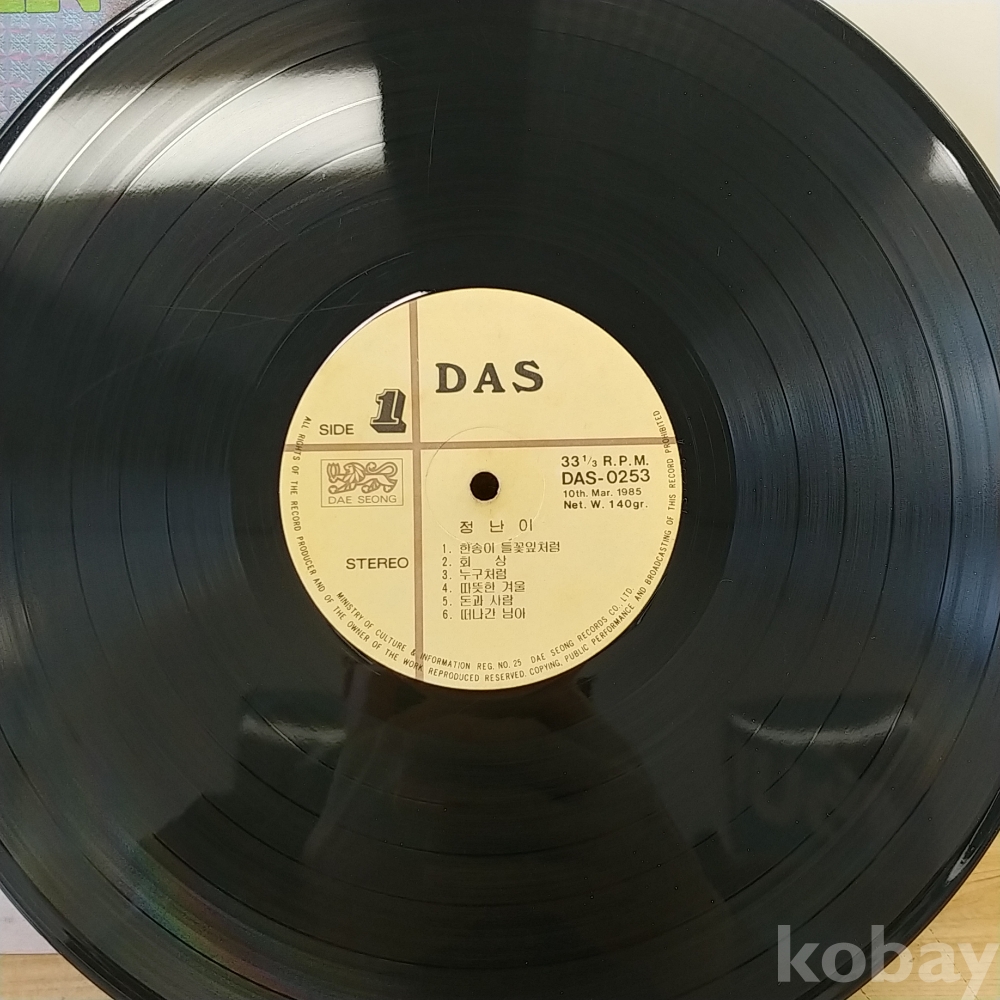 DAS
SIDE 1
DAE SEONG
33 1/3 R.P.M.
DAS-0253
10th. Mar. 1985
Net. W. 140gr.
STEREO
정 난 이
1. 한송이 들꽃잎처럼
2. 회 상
3. 누구처럼
4. 따뜻한 겨울
5. 돈과 사람
6. 떠나간 님아
ALL RIGHTS OF THE RECORD PRODUCER AND OF THE OWNER OF THE WORK REPRODUCED RESERVED. COPYING, PUBLIC PERFORMANCE AND BROADCASTING OF THIS RECORD PROHIBITED
MINISTRY OF CULTURE & INFORMATION REG. NO. 25 DAE SEONG RECORDS CO., LTD.
kobay